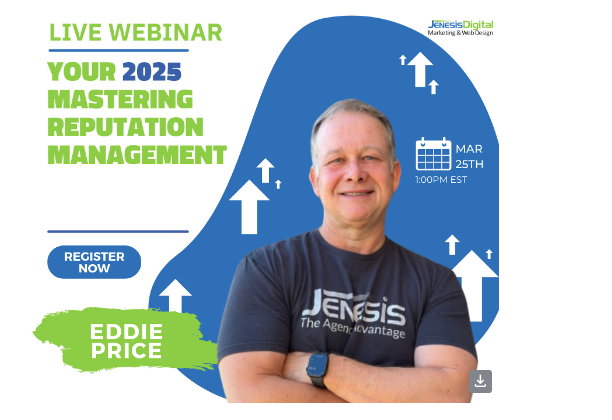 LIVE WEBINAR
YOUR 2025
MASTERING
REPUTATION
MANAGEMENT
REGISTER
NOW
EDDIE
PRICE
JENESISDigital
Marketing & Web Design
MAR
25TH
1:00PM EST
JENESIS
The Agency Advantage